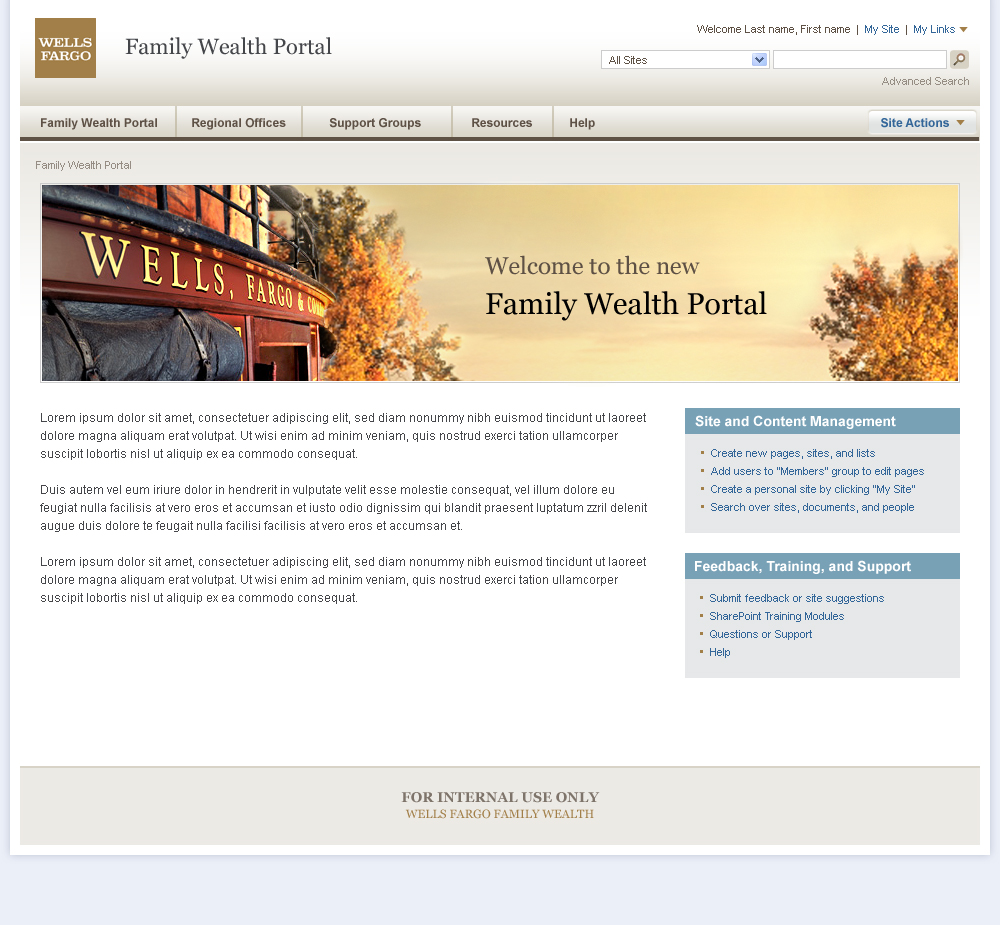 WELLS
FARGO
Family Wealth Portal
Welcome Last name, First name | My Site | My Links
All Sites
Advanced Search
Family Wealth Portal
Regional Offices
Support Groups
Resources
Help
Site Actions
Family Wealth Portal
WELLS, FARGO & COM
Welcome to the new
Family Wealth Portal
Lorem ipsum dolor sit amet, consectetuer adipiscing elit, sed diam nonummy nibh euismod tincidunt ut laoreet
dolore magna aliquam erat volutpat. Ut wisi enim ad minim veniam, quis nostrud exerci tation ullamcorper
suscipit lobortis nisl ut aliquip ex ea commodo consequat.
Duis autem vel eum iriure dolor in hendrerit in vulputate velit esse molestie consequat, vel illum dolore eu
feugiat nulla facilisis at vero eros et accumsan et iusto odio dignissim qui blandit praesent luptatum zzril delenit
augue duis dolore te feugait nulla facilisi facilisis at vero eros et accumsan et.
Lorem ipsum dolor sit amet, consectetuer adipiscing elit, sed diam nonummy nibh euismod tincidunt ut laoreet
dolore magna aliquam erat volutpat. Ut wisi enim ad minim veniam, quis nostrud exerci tation ullamcorper
suscipit lobortis nisl ut aliquip ex ea commodo consequat.
Site and Content Management
Create new pages, sites, and lists
Add users to "Members" group to edit pages
Create a personal site by clicking "My Site"
Search over sites, documents, and people
Feedback, Training, and Support
Submit feedback or site suggestions
SharePoint Training Modules
Questions or Support
Help
FOR INTERNAL USE ONLY
WELLS FARGO FAMILY WEALTH